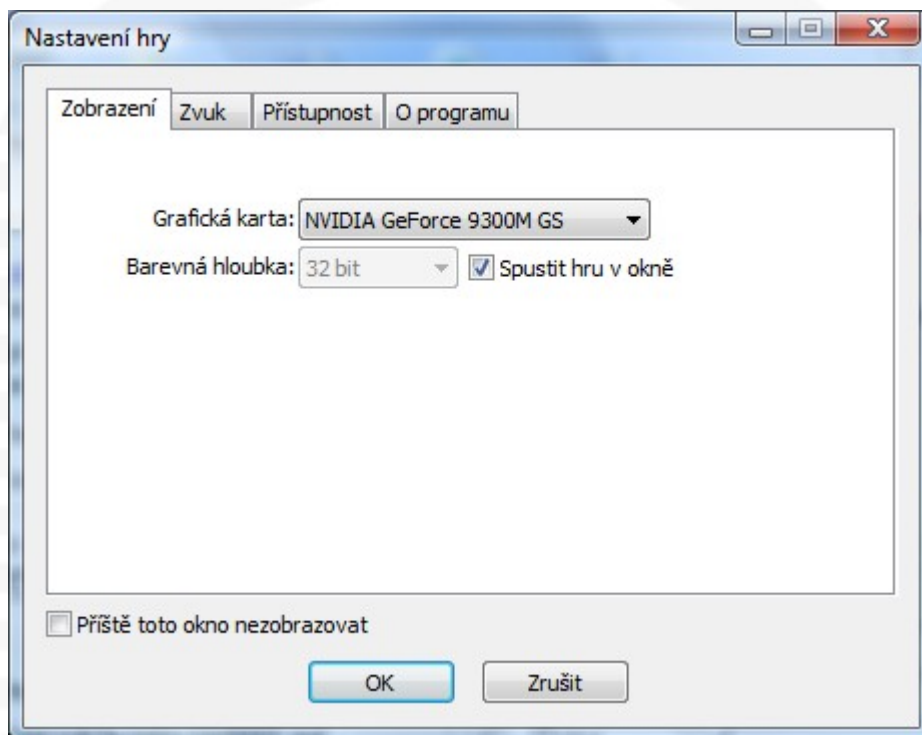 Nastavení hry
Zobrazení Zvuk Přístupnost O programu
Grafická karta: NVIDIA GeForce 9300M GS
Barevná hloubka: 32 bit Spustit hru v okně
Příště toto okno nezobrazovat
OK Zrušit